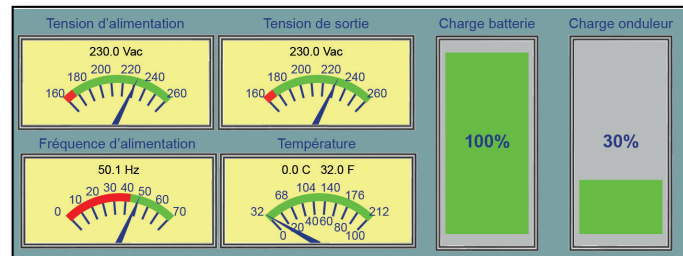 Tension d'alimentation
230.0 Vac
160 180 200 220 240 260
Tension de sortie
230.0 Vac
160 180 200 220 240 260
Charge batterie
100%
Charge onduleur
30%
Fréquence d'alimentation
50.1 Hz
0 10 20 30 40 50 60 70
Température
0.0 C 32.0 F
32 68 104 140 176 212
0 20 40 60 80 100